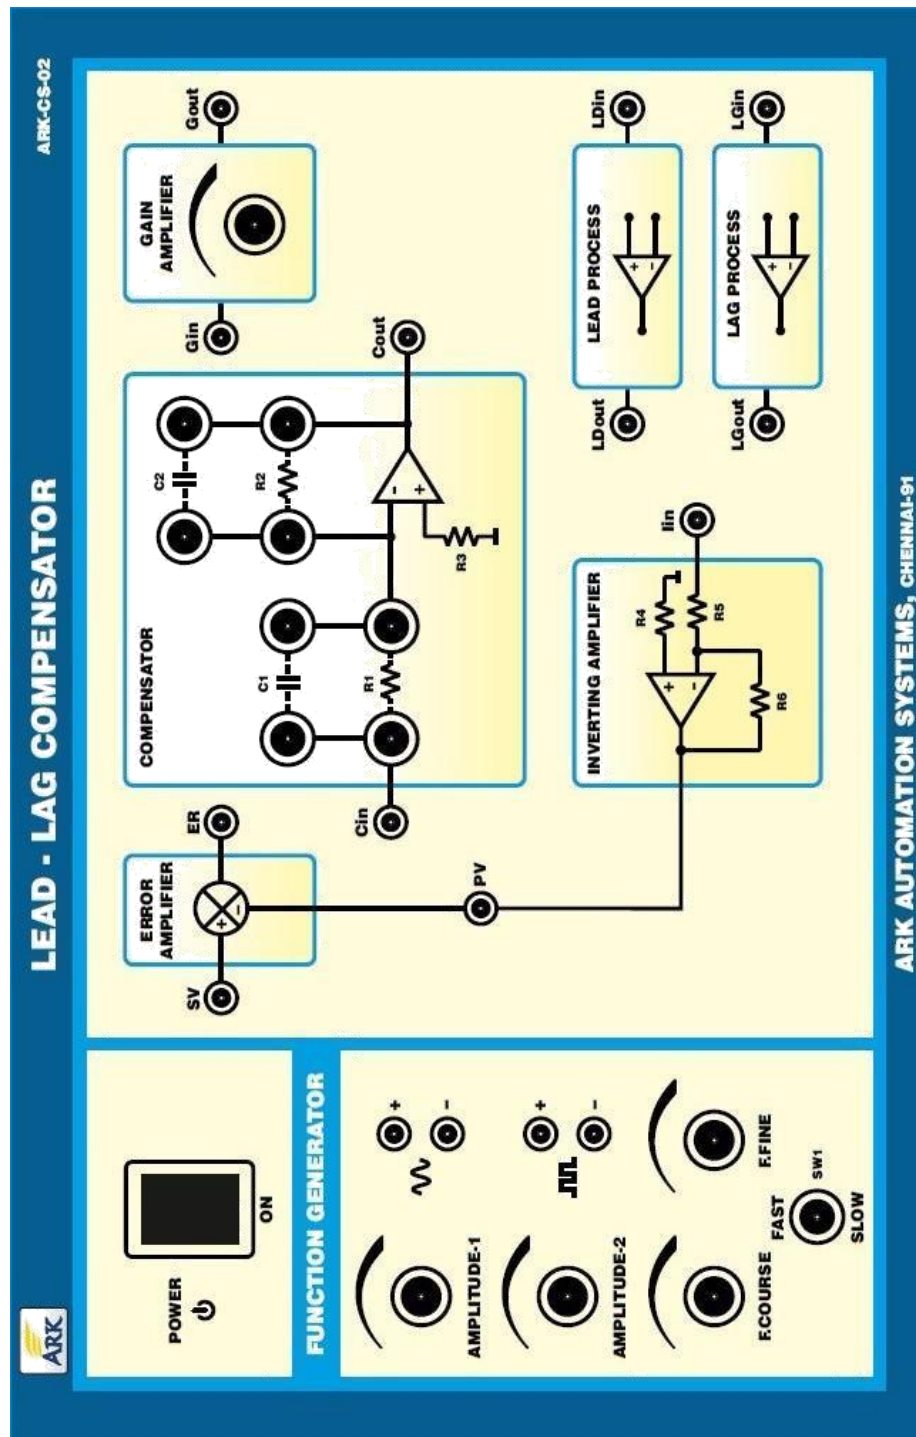 ARK
LEAD - LAG COMPENSATOR
ARK-CS-02
POWER
ON
FUNCTION GENERATOR
AMPLITUDE-1
+
−
AMPLITUDE-2
+
−
F.COURSE
F.FINE
FAST
SLOW
SW1
ERROR
AMPLIFIER
SV
+
−
ER
PV
COMPENSATOR
Cin
C1
R1
C2
R2
−
+
R3
Cout
GAIN
AMPLIFIER
Gin
Gout
INVERTING AMPLIFIER
+
−
R4
R5
R6
Iin
LEAD PROCESS
LDout
+
−
LDin
LAG PROCESS
LGout
+
−
LGin
ARK AUTOMATION SYSTEMS, CHENNAI-91